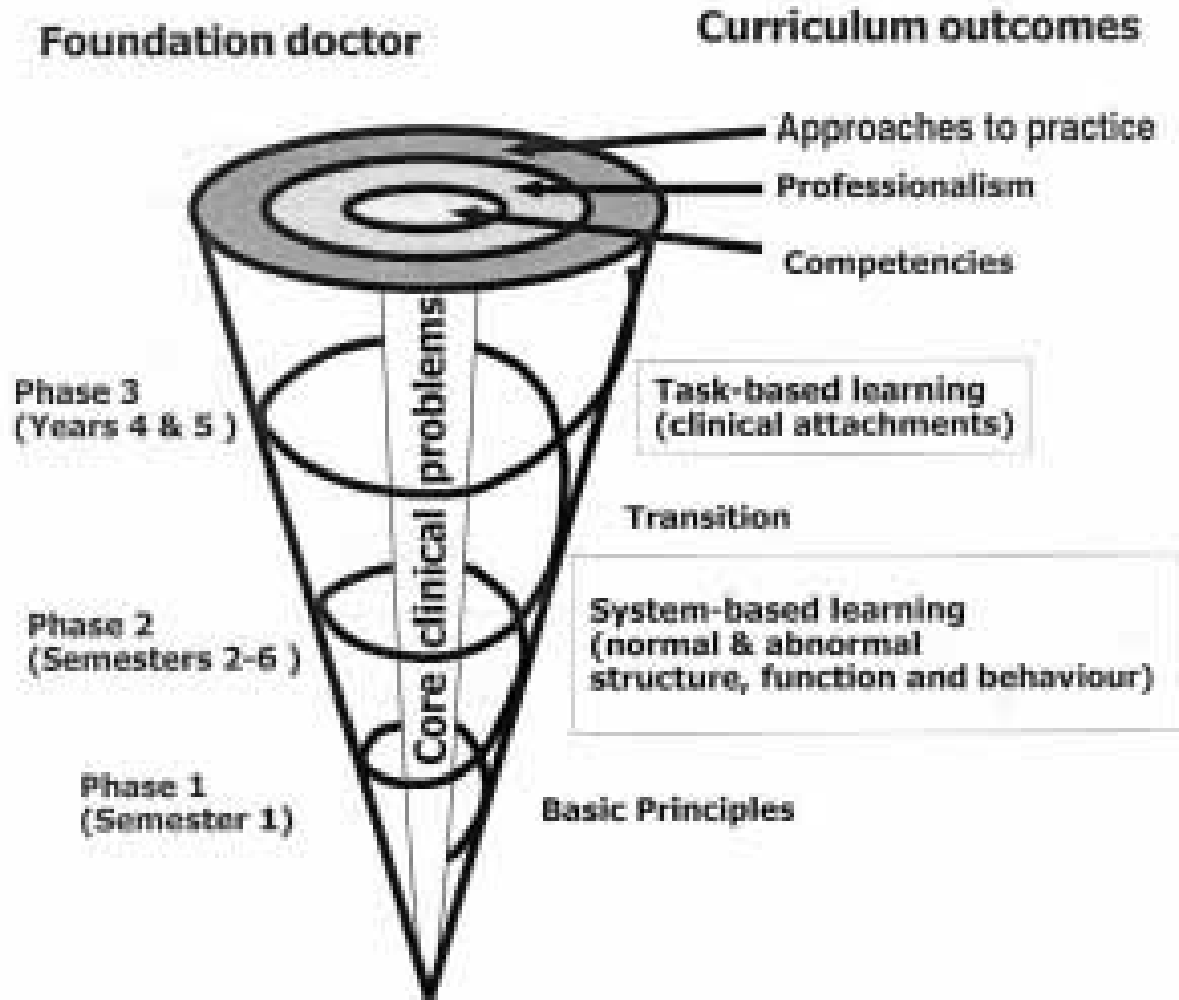 Foundation doctor
Curriculum outcomes
Approaches to practice
Professionalism
Competencies
Core clinical problems
Phase 3
(Years 4 & 5 )
Task-based learning
(clinical attachments)
Transition
Phase 2
(Semesters 2-6 )
System-based learning
(normal & abnormal
structure, function and behaviour)
Phase 1
(Semester 1)
Basic Principles